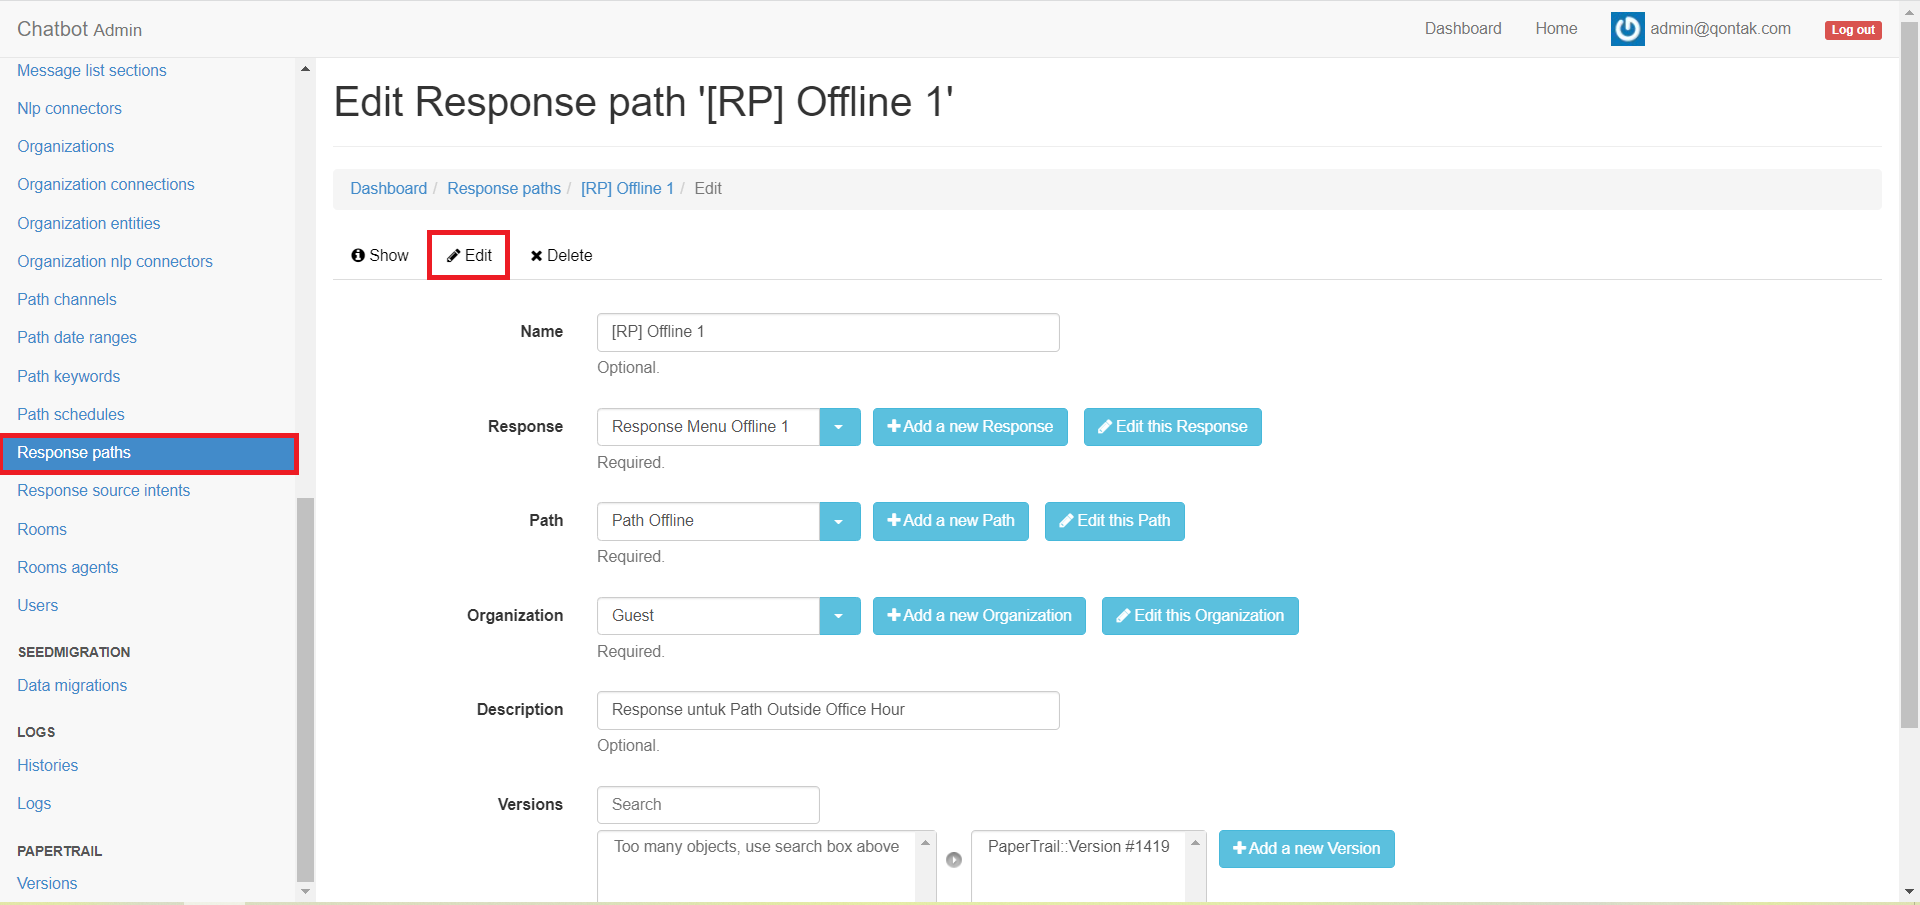 Chatbot Admin
Dashboard
Home
admin@qontak.com
Log out
Message list sections
Nlp connectors
Organizations
Organization connections
Organization entities
Organization nlp connectors
Path channels
Path date ranges
Path keywords
Path schedules
Response paths
Response source intents
Rooms
Rooms agents
Users
SEEDMIGRATION
Data migrations
LOGS
Histories
Logs
PAPERTRAIL
Versions
Edit Response path '[RP] Offline 1'
Dashboard / Response paths / [RP] Offline 1 / Edit
Show
Edit
Delete
Name
[RP] Offline 1
Optional.
Response
Response Menu Offline 1
Add a new Response
Edit this Response
Required.
Path
Path Offline
Add a new Path
Edit this Path
Required.
Organization
Guest
Add a new Organization
Edit this Organization
Required.
Description
Response untuk Path Outside Office Hour
Optional.
Versions
Search
Too many objects, use search box above
PaperTrail::Version #1419
Add a new Version